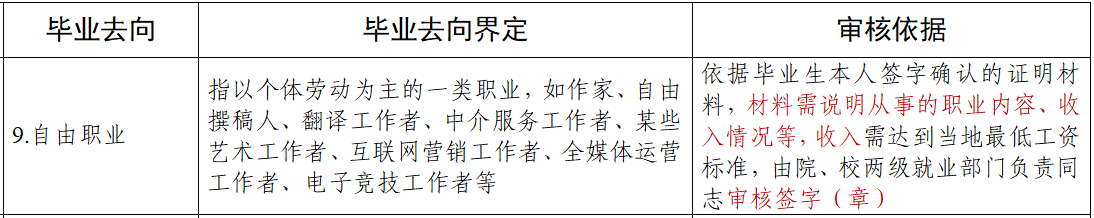 毕业去向
毕业去向界定
审核依据
9.自由职业
指以个体劳动为主的一类职业，如作家、自由
撰稿人、翻译工作者、中介服务工作者、某些
艺术工作者、互联网营销工作者、全媒体运营
工作者、电子竞技工作者等
依据毕业生本人签字确认的证明材
料，材料需说明从事的职业内容、收
入情况等，收入需达到当地最低工资
标准，由院、校两级就业部门负责同
志审核签字（章）